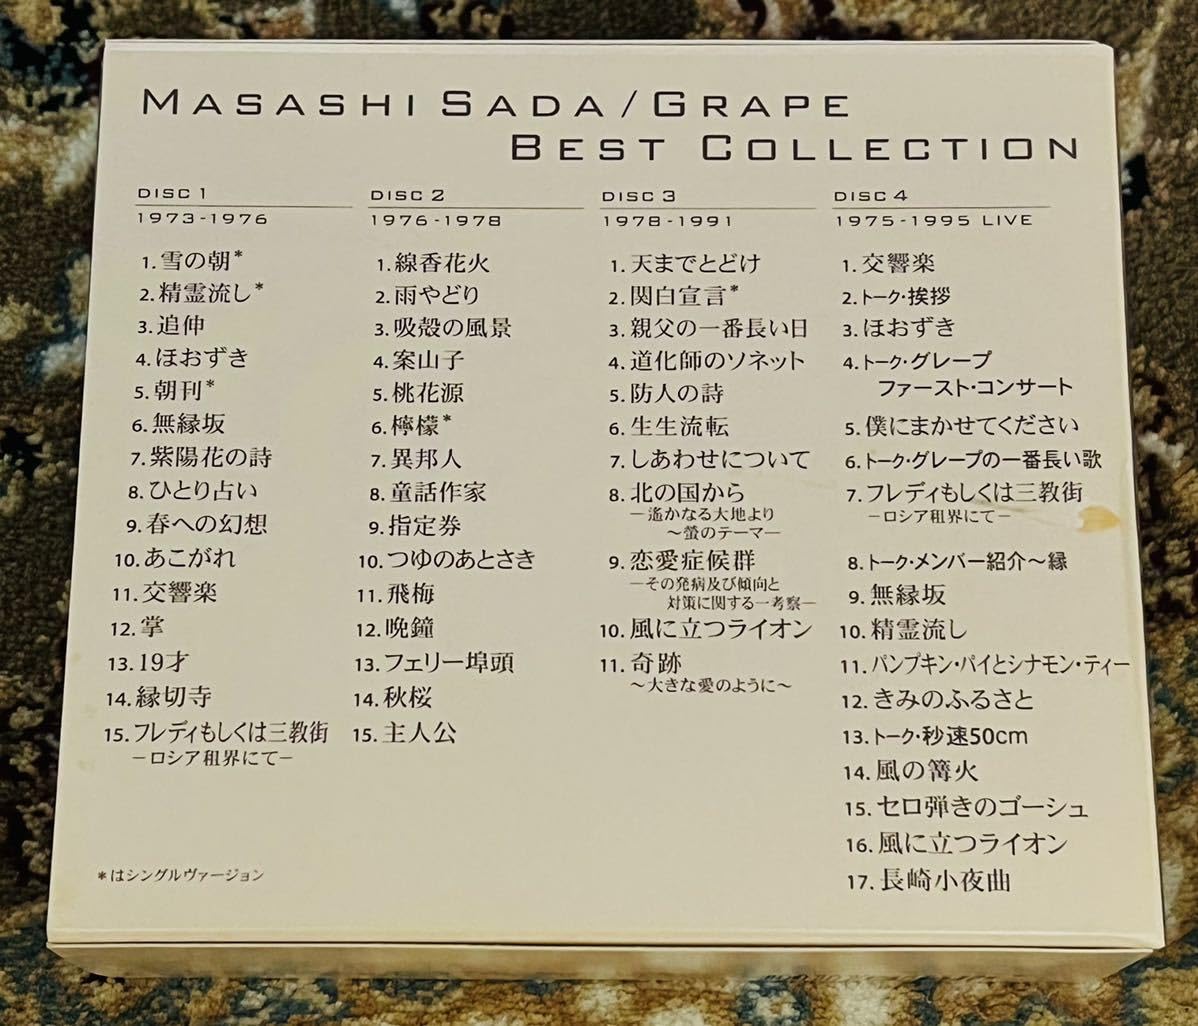 MASASHI SADA/GRAPE
BEST COLLECTION
DISC 1
1973-1976
1.雪の朝*
2.精霊流し*
3.追伸
4.ほおずき
5.朝刊*
6.無縁坂
7.紫陽花の詩
8.ひとり占い
9.春への幻想
10.あこがれ
11.交響楽
12.掌
13.19才
14.縁切寺
15.フレディもしくは三教街
−ロシア租界にて−
*はシングルヴァージョン
DISC 2
1976-1978
1.線香花火
2.雨やどり
3.吸殻の風景
4.案山子
5.桃花源
6.檸檬*
7.異邦人
8.童話作家
9.指定券
10.つゆのあとさき
11.飛梅
12.晩鐘
13.フェリー埠頭
14.秋桜
15.主人公
DISC 3
1978-1991
1.天までとどけ
2.関白宣言*
3.親父の一番長い日
4.道化師のソネット
5.防人の詩
6.生生流転
7.しあわせについて
8.北の国から
−遙かなる大地より
〜螢のテーマ−
9.恋愛症候群
−その発病及び傾向と
対策に関する一考察−
10.風に立つライオン
11.奇跡
〜大きな愛のように〜
DISC 4
1975-1995 LIVE
1.交響楽
2.トーク・挨拶
3.ほおずき
4.トーク・グレープ
ファースト・コンサート
5.僕にまかせてください
6.トーク・グレープの一番長い歌
7.フレディもしくは三教街
−ロシア租界にて−
8.トーク・メンバー紹介〜縁
9.無縁坂
10.精霊流し
11.パンプキン・パイとシナモン・ティー
12.きみのふるさと
13.トーク・秒速50cm
14.風の篝火
15.セロ弾きのゴーシュ
16.風に立つライオン
17.長崎小夜曲